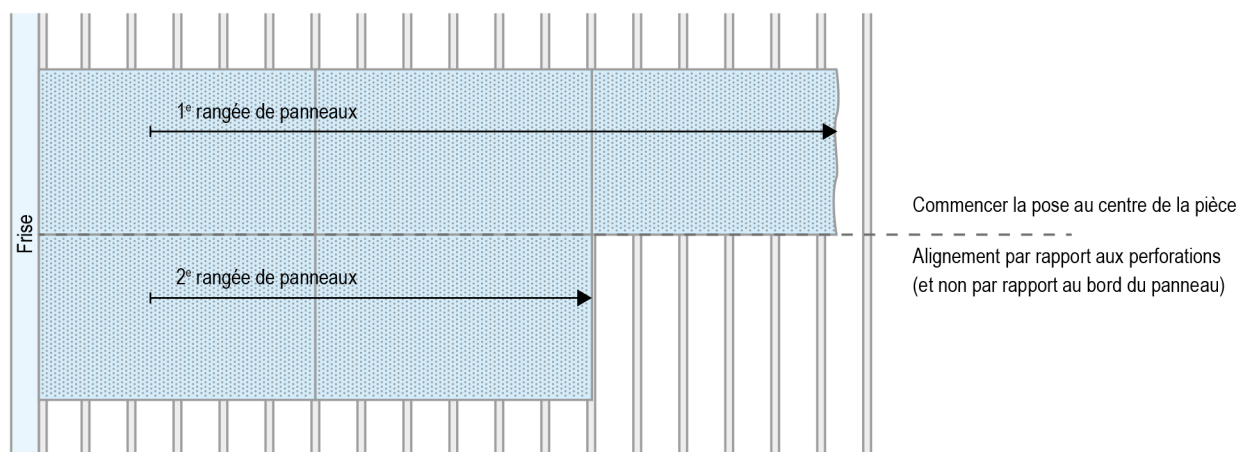 Frise
1e rangée de panneaux
2e rangée de panneaux
Commencer la pose au centre de la pièce
Alignement par rapport aux perforations
(et non par rapport au bord du panneau)